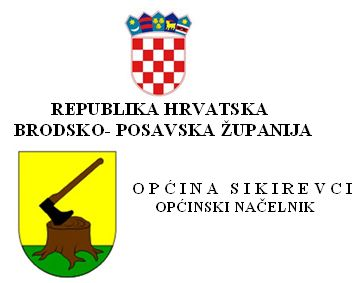 REPUBLIKA HRVATSKA
BRODSKO- POSAVSKA ŽUPANIJA
OPĆINA SIKIREVCI
OPĆINSKI NAČELNIK